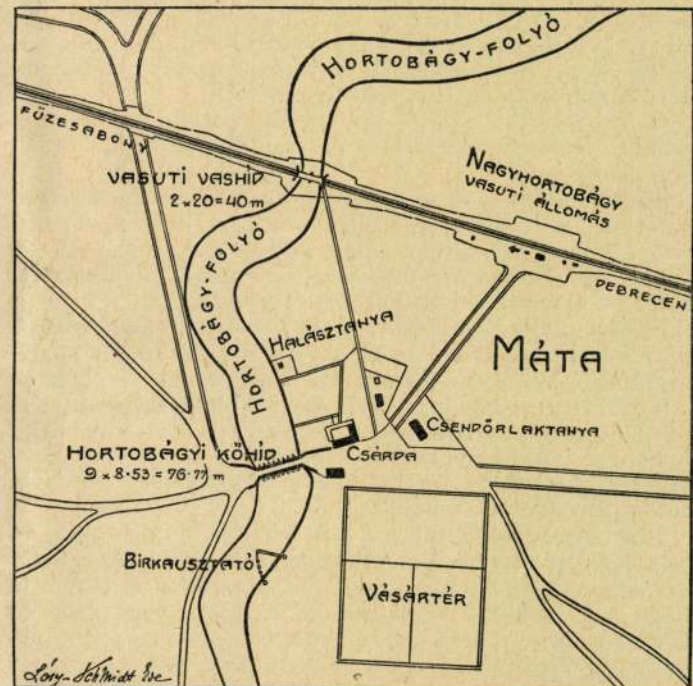 HORTOBÁGY-FOLYÓ
FÜZESABONY
VASUTI VASHÍD
2 × 20 = 40 m
NAGYHORTOBÁGY
VASUTI ÁLLOMÁS
DEBRECEN
HORTOBÁGY-FOLYÓ
HALÁSZTANYA
MÁTA
CSENDŐRLAKTANYA
CSÁRDA
HORTOBÁGYI KŐHÍD
9 × 8·53 = 76·77 m
BIRKAUSZTATÓ
VÁSÁRTÉR